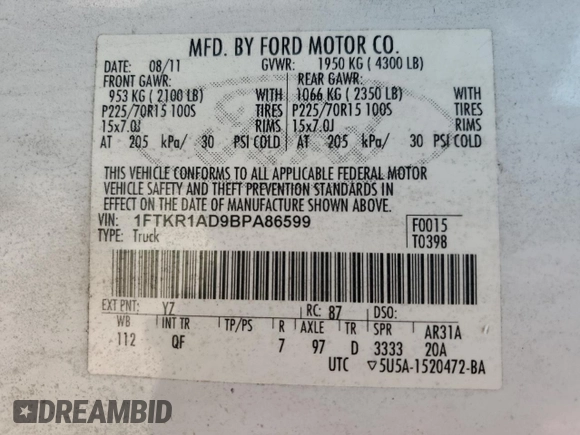 MFD. BY FORD MOTOR CO.
DATE: 08/11 GVWR: 1950 KG ( 4300 LB)
FRONT GAWR: REAR GAWR:
953 KG ( 2100 LB) WITH 1066 KG ( 2350 LB) WITH
P225/70R15 100S TIRES P225/70R15 100S TIRES
15x7.0J RIMS 15x7.0J RIMS
AT 205 kPa/ 30 PSI COLD AT 205 kPa/ 30 PSI COLD
THIS VEHICLE CONFORMS TO ALL APPLICABLE FEDERAL MOTOR
VEHICLE SAFETY AND THEFT PREVENTION STANDARDS IN
EFFECT ON THE DATE OF MANUFACTURE SHOWN ABOVE.
VIN: 1FTKR1AD9BPA86599 F0015
TYPE: Truck T0398
EXT PNT: YZ RC: 87 DSO:
WB INT TR TP/PS R AXLE TR SPR AR31A
112 QF 7 97 D 3333 20A
UTC ▽5U5A-1520472-BA
DREAMBID